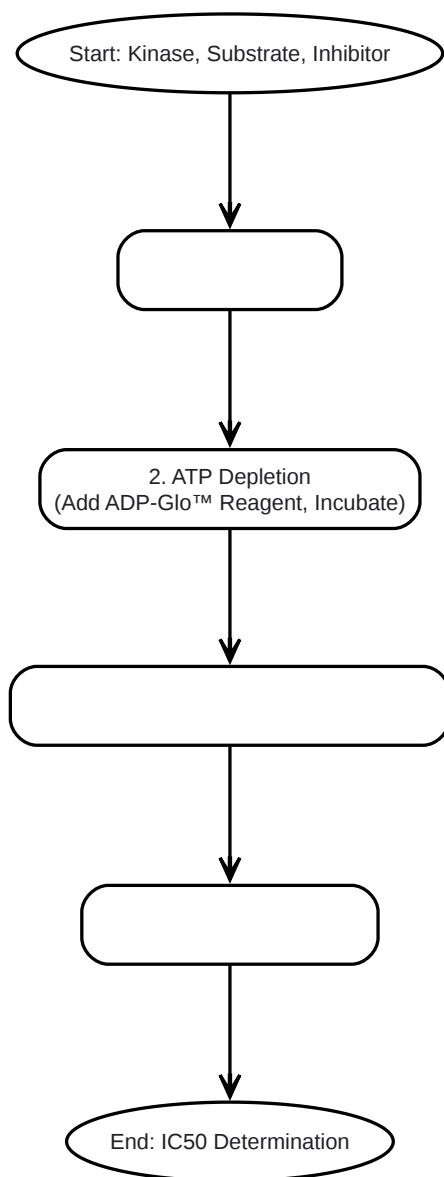 Start: Kinase, Substrate, Inhibitor
2. ATP Depletion
(Add ADP-Glo™ Reagent, Incubate)
End: IC50 Determination